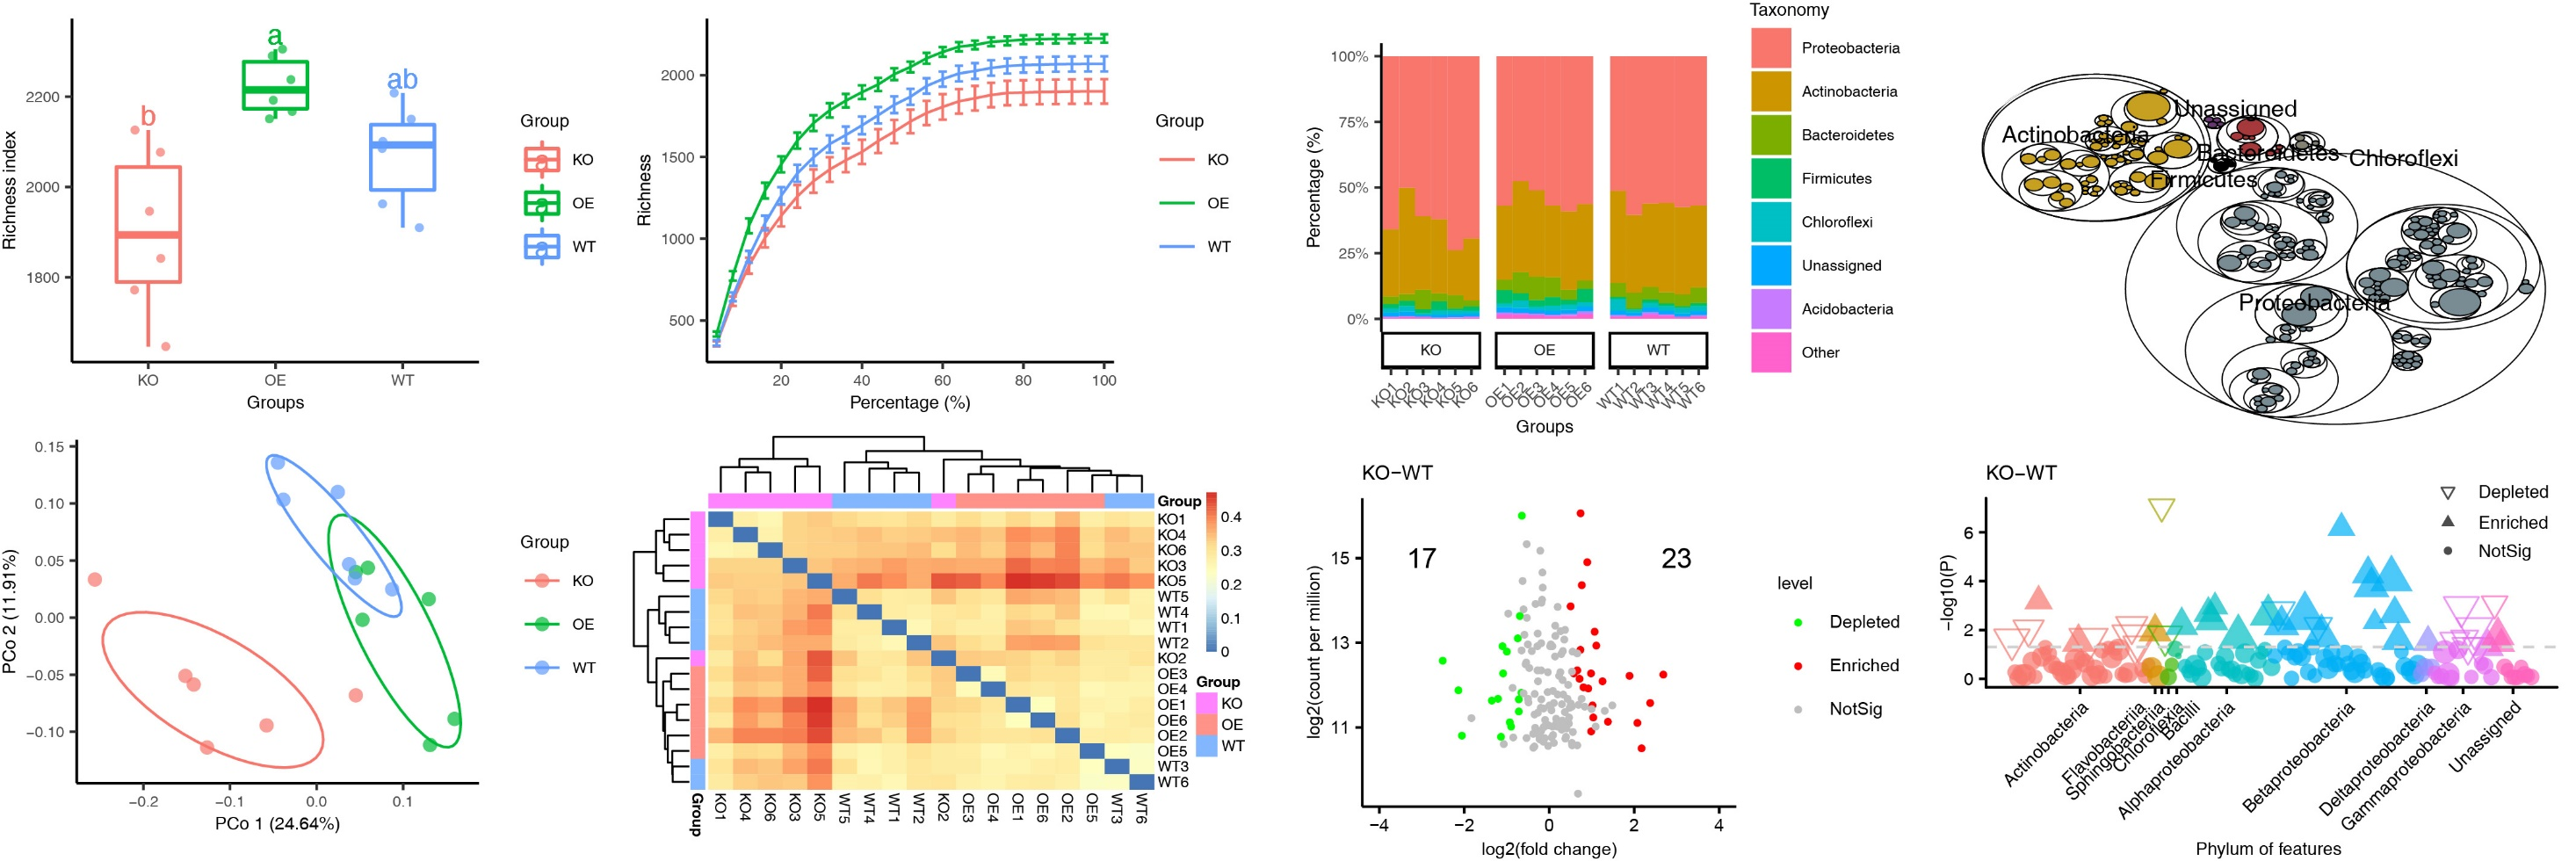 a
ab
b
2200
2000
1800
Richness index
KO
OE
WT
Groups
Group
KO
OE
WT
2000
1500
1000
500
Richness
20
40
60
80
100
Percentage (%)
Group
KO
OE
WT
100%
75%
50%
25%
0%
Percentage (%)
KO
OE
WT
KO1
KO2
KO3
KO4
KO5
KO6
OE1
OE2
OE3
OE4
OE5
OE6
WT1
WT2
WT3
WT4
WT5
WT6
Groups
Taxonomy
Proteobacteria
Actinobacteria
Bacteroidetes
Firmicutes
Chloroflexi
Unassigned
Acidobacteria
Other
Unassigned
Actinobacteria
Bacteroidetes
Chloroflexi
Firmicutes
Proteobacteria
0.15
0.10
0.05
0.00
−0.05
−0.10
PCo 2 (11.91%)
−0.2
−0.1
0.0
0.1
PCo 1 (24.64%)
Group
KO
OE
WT
Group
KO1
KO4
KO6
KO3
KO5
WT5
WT4
WT1
WT2
KO2
OE3
OE4
OE1
OE6
OE2
OE5
WT3
WT6
0.4
0.3
0.2
0.1
0
Group
KO
OE
WT
Group
KO1
KO4
KO6
KO3
KO5
WT5
WT4
WT1
WT2
KO2
OE3
OE4
OE1
OE6
OE2
OE5
WT3
WT6
KO−WT
17
23
15
13
11
log2(count per million)
−4
−2
0
2
4
log2(fold change)
level
Depleted
Enriched
NotSig
KO−WT
Depleted
Enriched
NotSig
6
4
2
0
−log10(P)
Actinobacteria
Flavobacteriia
Sphingobacteriia
Chloroflexia
Bacilli
Alphaproteobacteria
Betaproteobacteria
Deltaproteobacteria
Gammaproteobacteria
Unassigned
Phylum of features